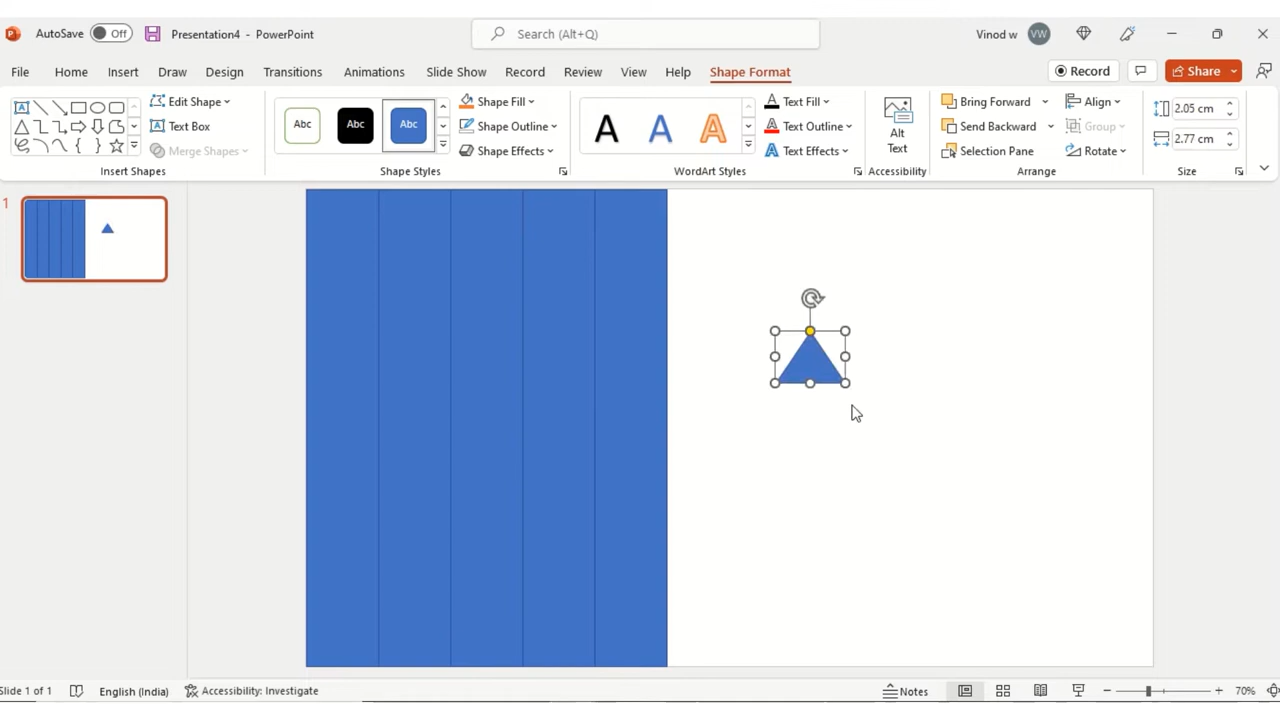 AutoSave Off Presentation4 - PowerPoint Search (Alt+Q) Vinod w VW
File Home Insert Draw Design Transitions Animations Slide Show Record Review View Help Shape Format Record Share
Edit Shape Abc Abc Abc Shape Fill A A A Text Fill Alt Text Bring Forward Align 2.05 cm
Text Box Shape Outline Text Outline Send Backward Group 2.77 cm
Merge Shapes Shape Effects Text Effects Selection Pane Rotate
Insert Shapes Shape Styles WordArt Styles Accessibility Arrange Size
1
Slide 1 of 1 English (India) Accessibility: Investigate Notes 70%